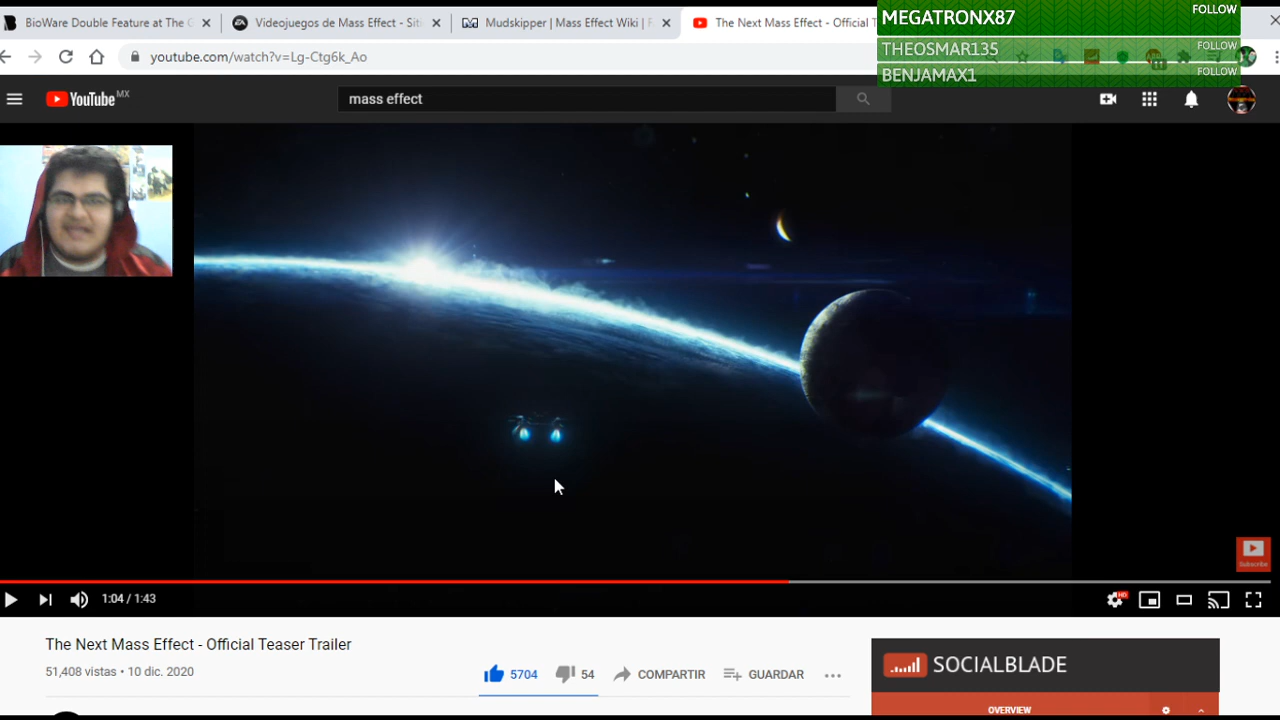 BioWare Double Feature at The G
Videojuegos de Mass Effect - Siti
Mudskipper | Mass Effect Wiki | F
The Next Mass Effect - Official T
MEGATRONX87 FOLLOW
THEOSMAR135 FOLLOW
BENJAMAX1 FOLLOW
youtube.com/watch?v=Lg-Ctg6k_Ao
YouTube MX
mass effect
Subscribe
1:04 / 1:43
HD
The Next Mass Effect - Official Teaser Trailer
51,408 vistas • 10 dic. 2020
5704
54
COMPARTIR
GUARDAR
SOCIALBLADE
OVERVIEW